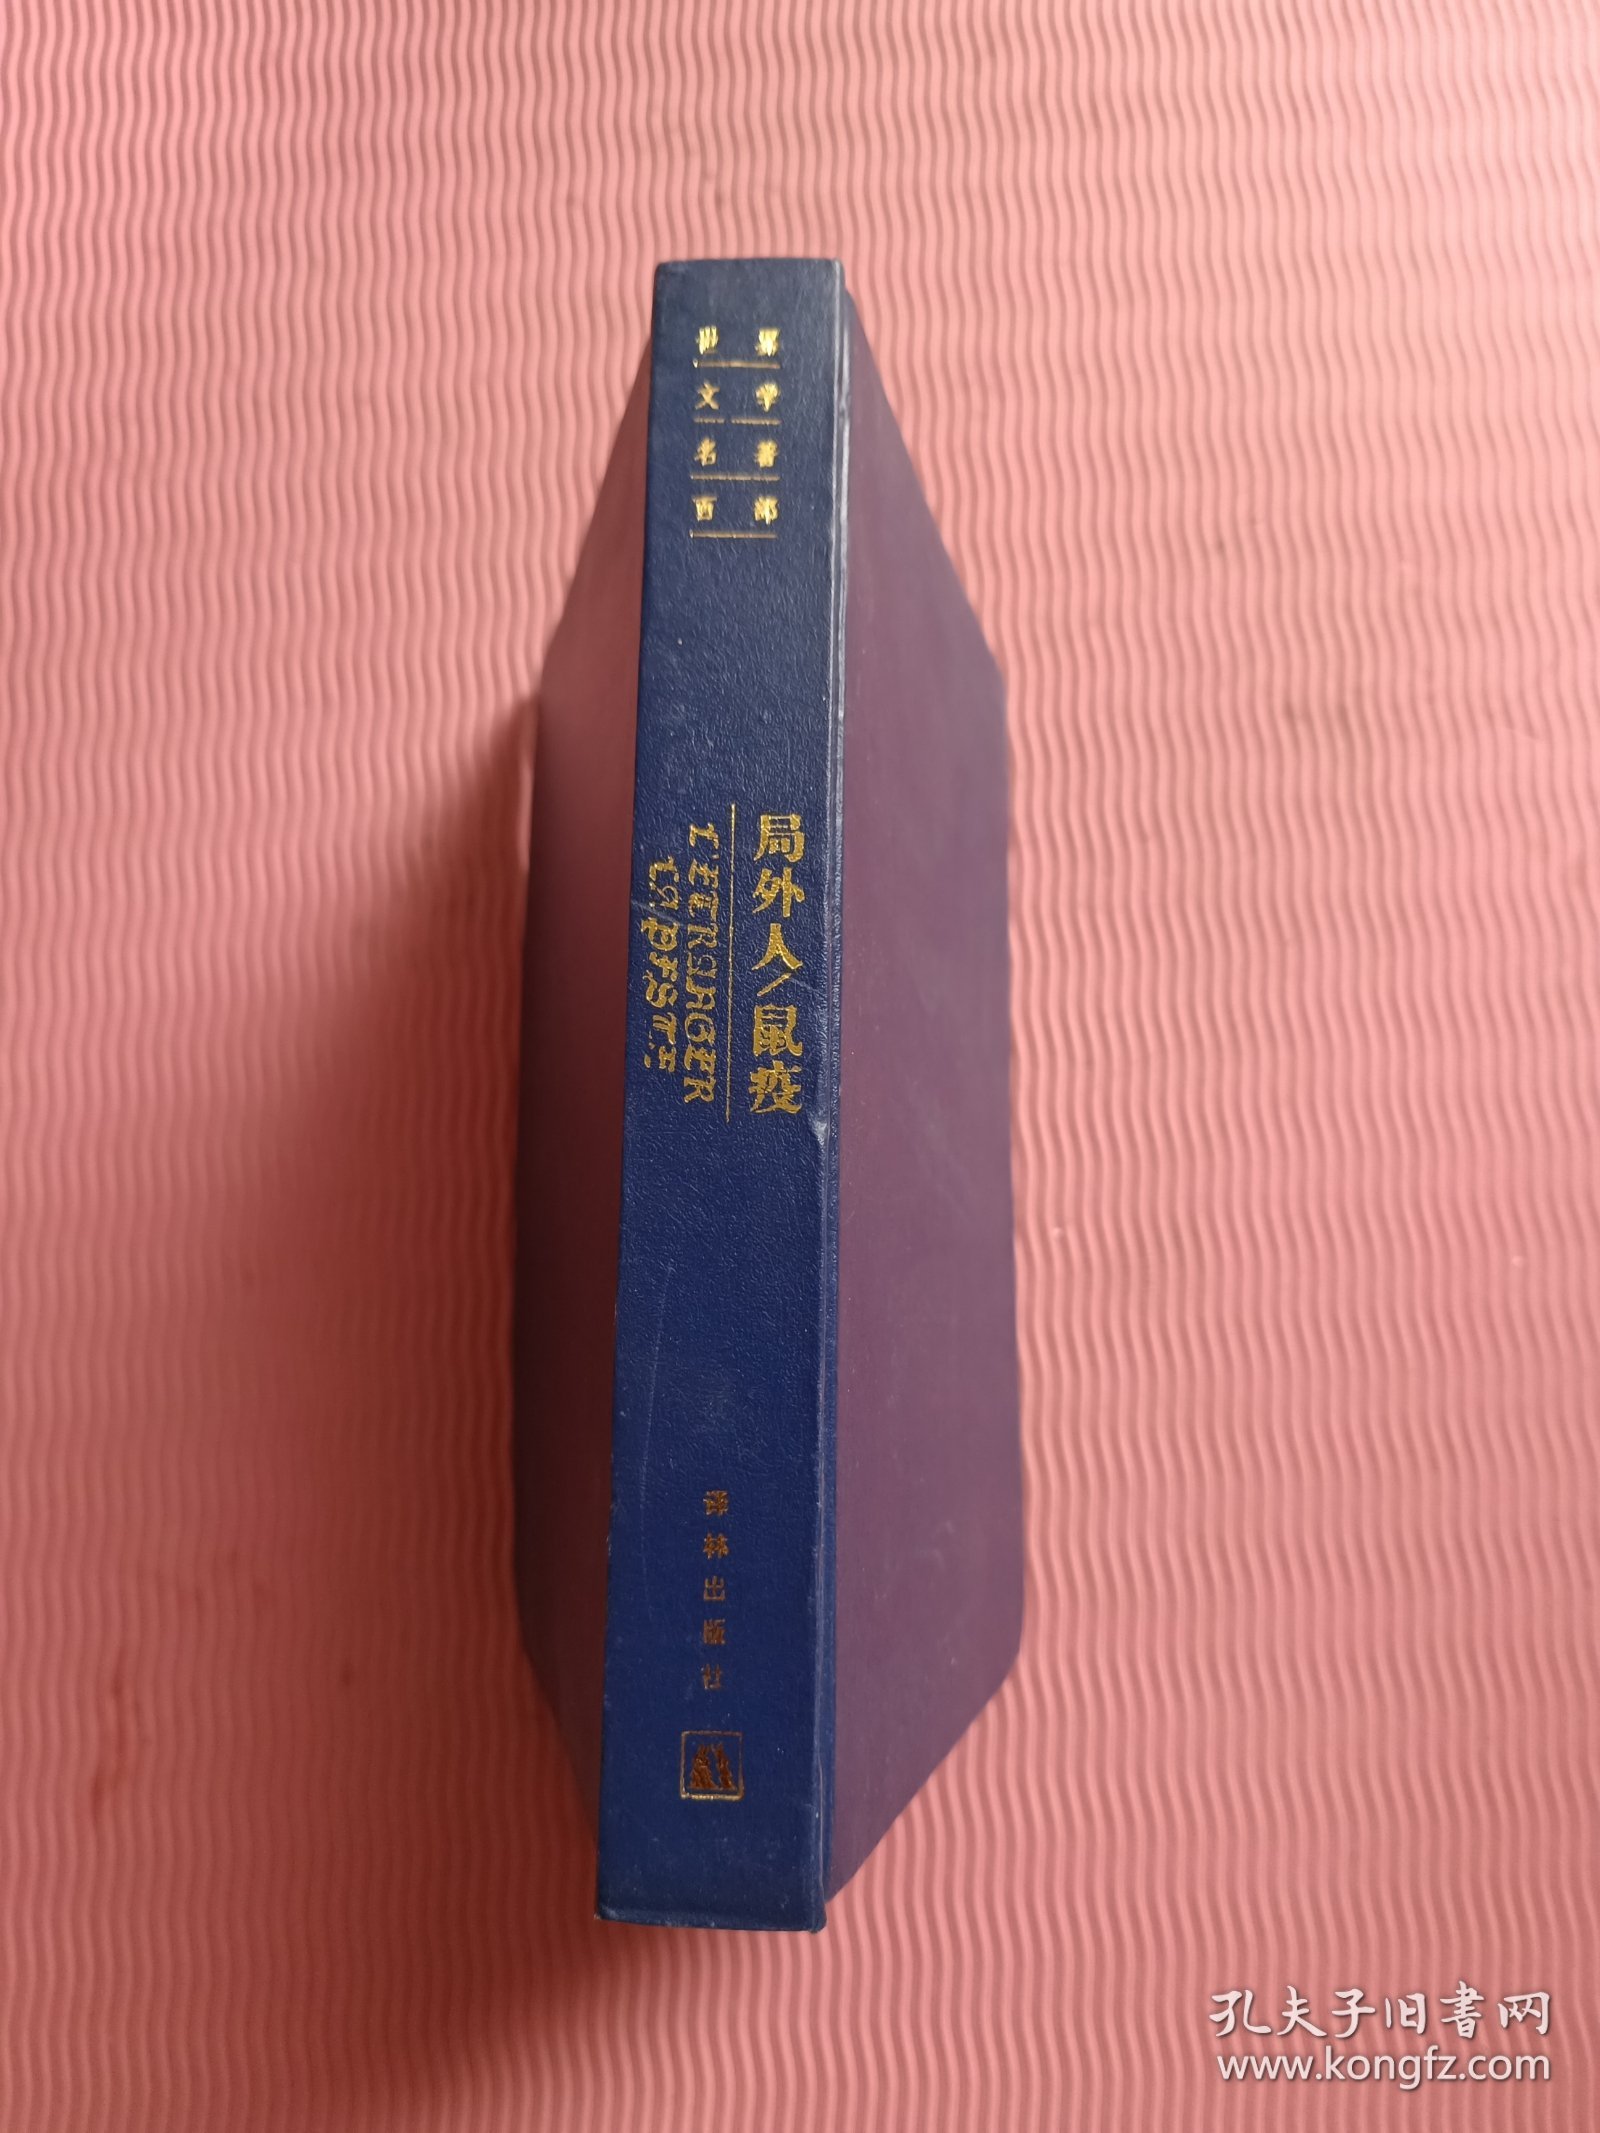 世界
文学
名著
百部
局外人/鼠疫
L'ETRANGER
LA PESTE
译林出版社
孔夫子旧书网
www.kongfz.com